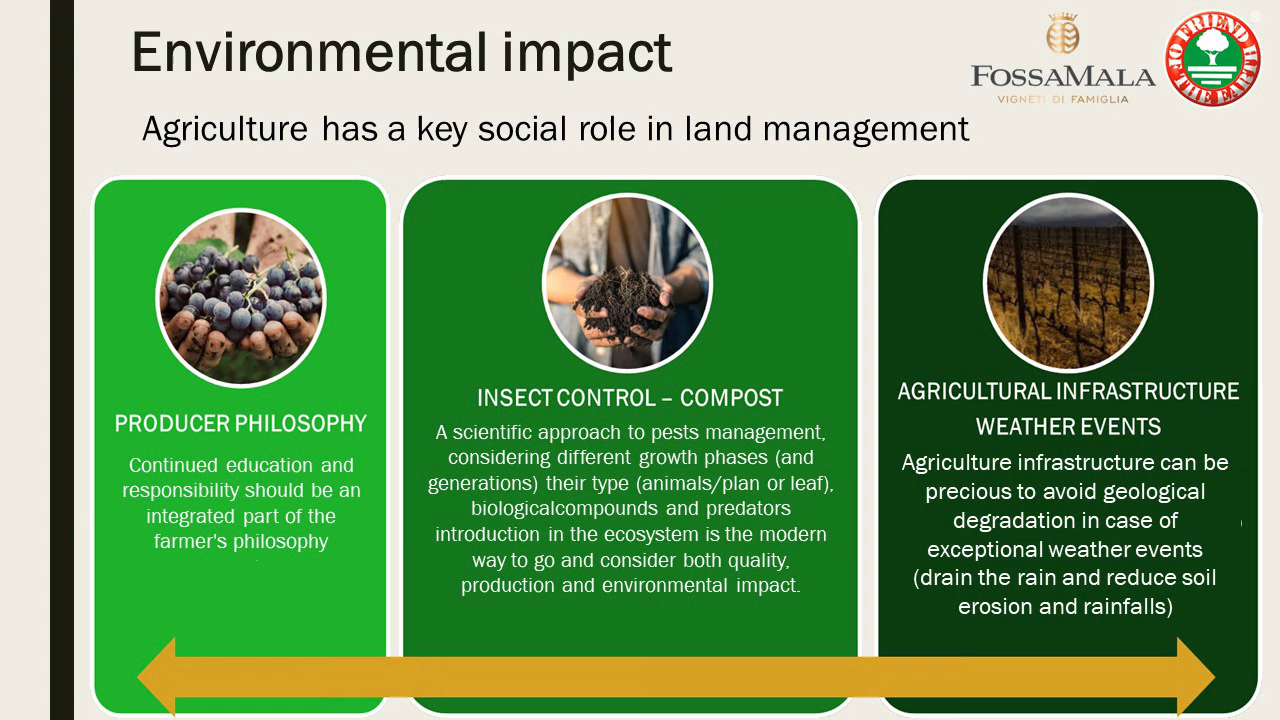 Environmental impact
FOSSAMALA
VIGNETI DI FAMIGLIA
FRIEND
OF
THE EARTH
®
Agriculture has a key social role in land management
PRODUCER PHILOSOPHY
Continued education and
responsibility should be an
integrated part of the
farmer's philosophy
.
INSECT CONTROL – COMPOST
A scientific approach to pests management,
considering different growth phases (and
generations) their type (animals/plan or leaf),
biologicalcompounds and predators
introduction in the ecosystem is the modern
way to go and consider both quality,
production and environmental impact.
AGRICULTURAL INFRASTRUCTURE
WEATHER EVENTS
Agriculture infrastructure can be
precious to avoid geological
degradation in case of
exceptional weather events
(drain the rain and reduce soil
erosion and rainfalls)